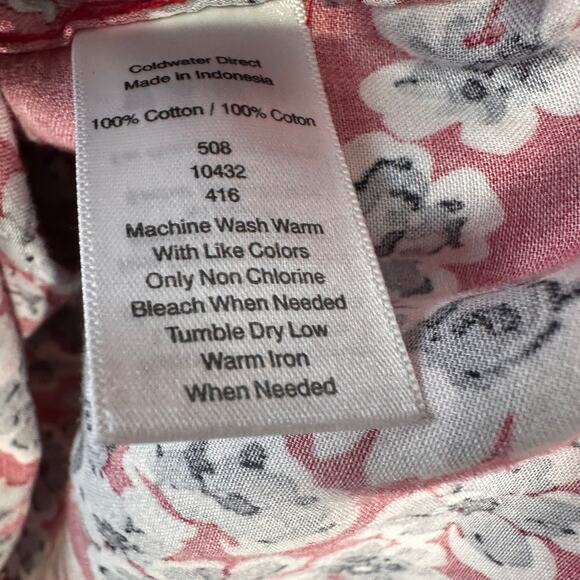 Coldwater Direct
Made in Indonesia
100% Cotton / 100% Coton
508
10432
416
Machine Wash Warm
With Like Colors
Only Non Chlorine
Bleach When Needed
Tumble Dry Low
Warm Iron
When Needed